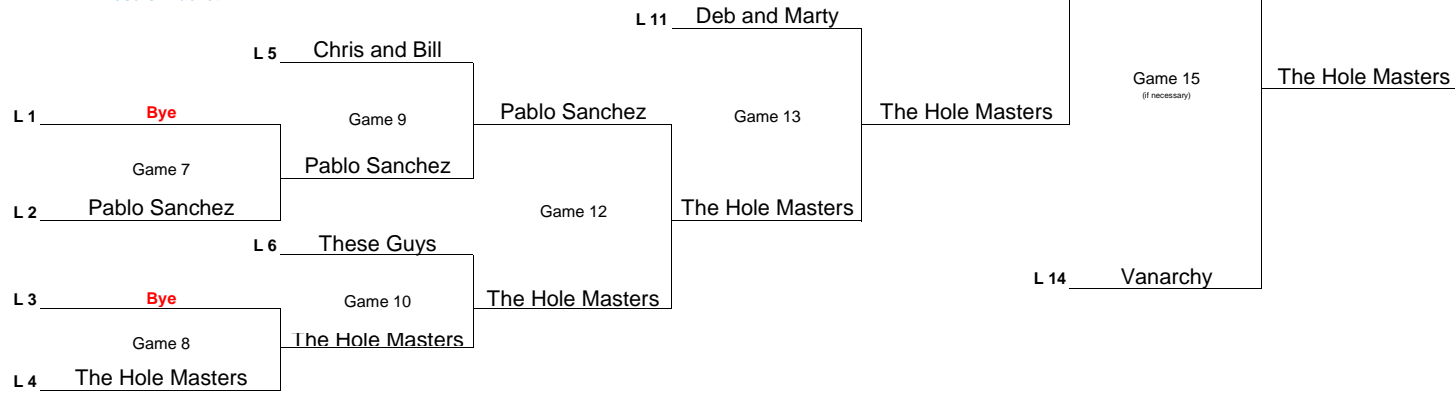 L 11 Deb and Marty
L 5 Chris and Bill
Game 15
(if necessary)
The Hole Masters
L 1 Bye
Game 9
Pablo Sanchez
Game 13
The Hole Masters
Game 7
Pablo Sanchez
L 2 Pablo Sanchez
Game 12
The Hole Masters
L 6 These Guys
L 14 Vanarchy
L 3 Bye
Game 10
The Hole Masters
Game 8
The Hole Masters
L 4 The Hole Masters